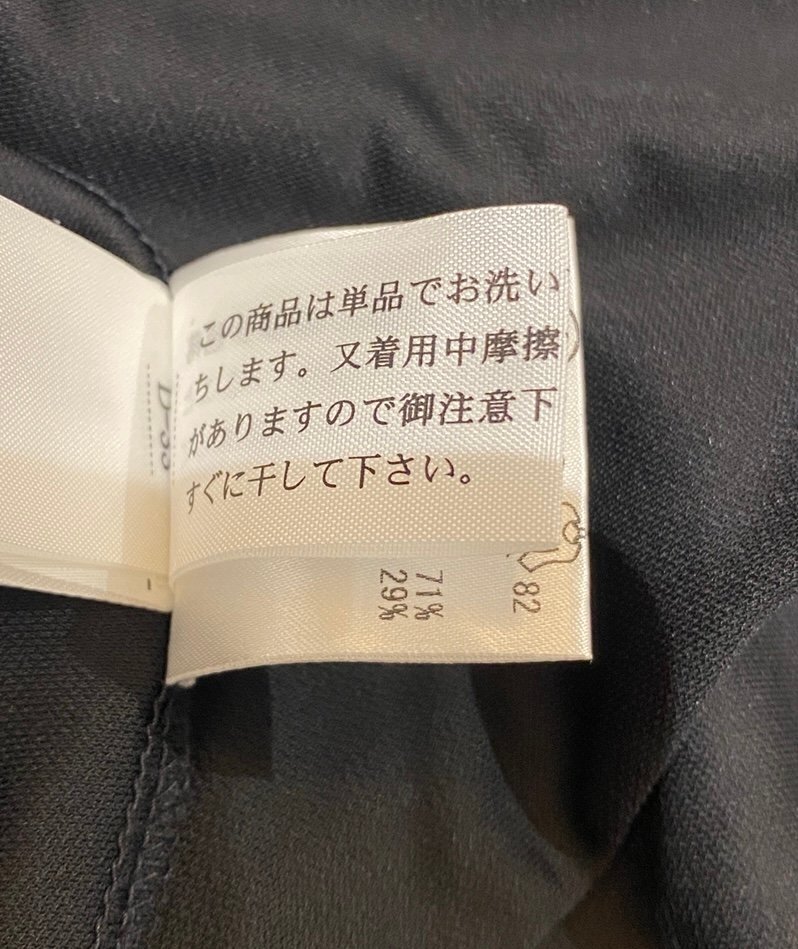 この商品は単品でお洗い
ちします。又着用中摩擦
がありますので御注意下
すぐに干して下さい。
71%
29%
82